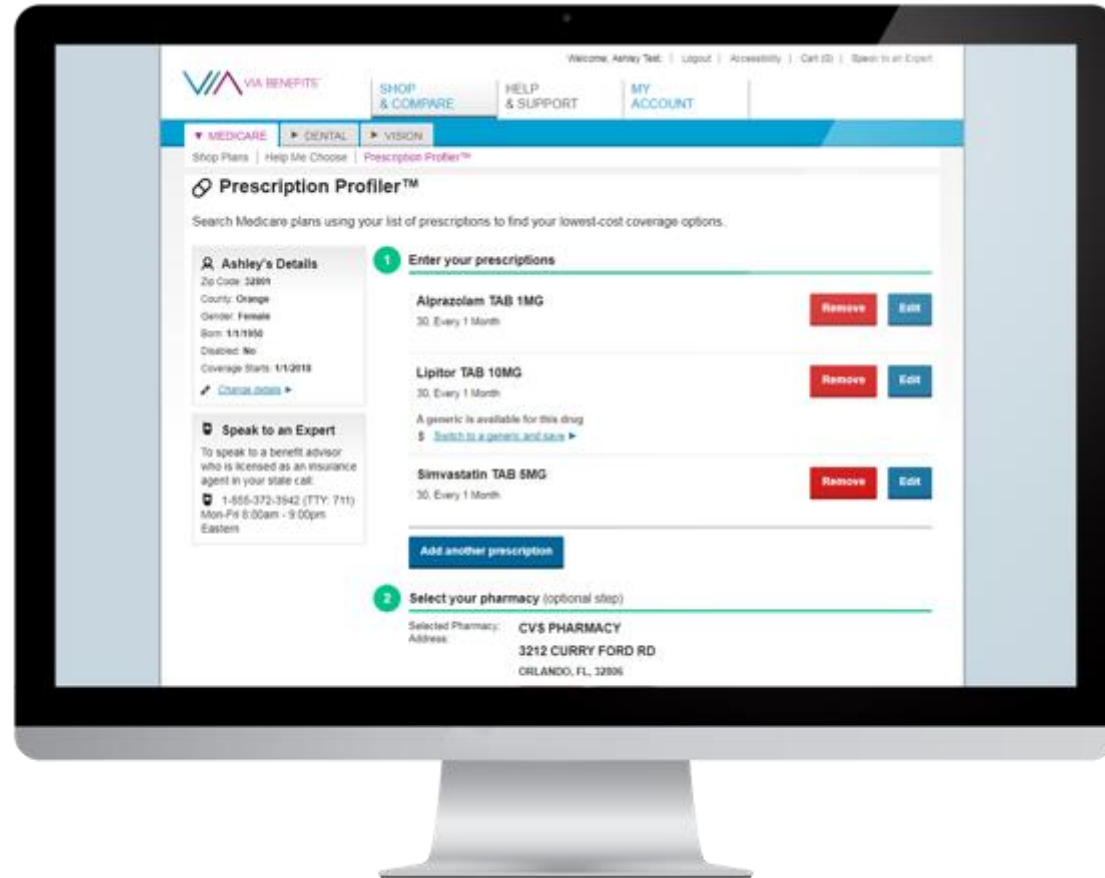 Welcome, Ashley Test | Logout | Accessibility | Cart (0) | Speak to an Expert
VIA BENEFITS
SHOP & COMPARE
HELP & SUPPORT
MY ACCOUNT
▼ MEDICARE ► DENTAL ► VISION
Shop Plans | Help Me Choose | Prescription Profiler™
Prescription Profiler™
Search Medicare plans using your list of prescriptions to find your lowest-cost coverage options.
Ashley's Details
Zip Code: 32801
County: Orange
Gender: Female
Born: 1/1/1950
Disabled: No
Coverage Starts: 1/1/2018
Change details ►
Speak to an Expert
To speak to a benefit advisor
who is licensed as an insurance
agent in your state call:
1-855-372-3942 (TTY: 711)
Mon-Fri 8:00am - 9:00pm
Eastern
1 Enter your prescriptions
Alprazolam TAB 1MG
30, Every 1 Month
Remove Edit
Lipitor TAB 10MG
30, Every 1 Month
Remove Edit
A generic is available for this drug
$ Switch to a generic and save ►
Simvastatin TAB 5MG
30, Every 1 Month
Remove Edit
Add another prescription
2 Select your pharmacy (optional step)
Selected Pharmacy: CVS PHARMACY
Address: 3212 CURRY FORD RD
ORLANDO, FL, 32806